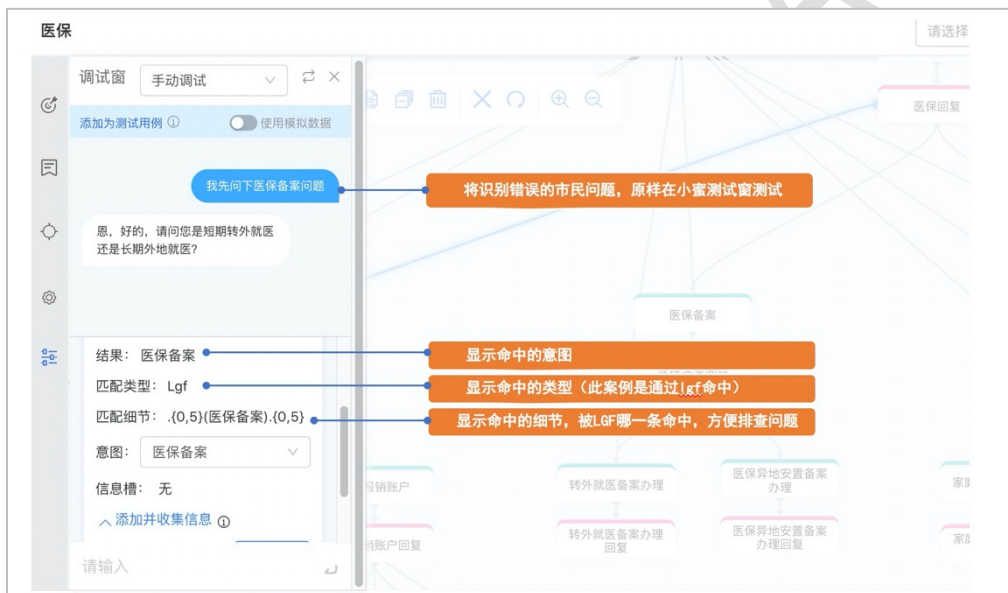 医保
请选择
调试窗
手动调试
添加为测试用例
使用模拟数据
医保回复
我先问下医保备案问题
将识别错误的市民问题，原样在小蜜测试窗测试
恩，好的，请问您是短期转外就医
还是长期外地就医?
医保备案
结果： 医保备案
显示命中的意图
匹配类型： Lgf
显示命中的类型（此案例是通过lgf命中）
匹配细节： .{0,5}(医保备案).{0,5}
显示命中的细节，被LGF哪一条命中，方便排查问题
意图：
医保备案
信息槽： 无
报销账户
转外就医备案办理
医保异地安置备案
办理
家庭
添加并收集信息
销账户回复
转外就医备案办理
回复
医保异地安置备案
办理回复
请输入